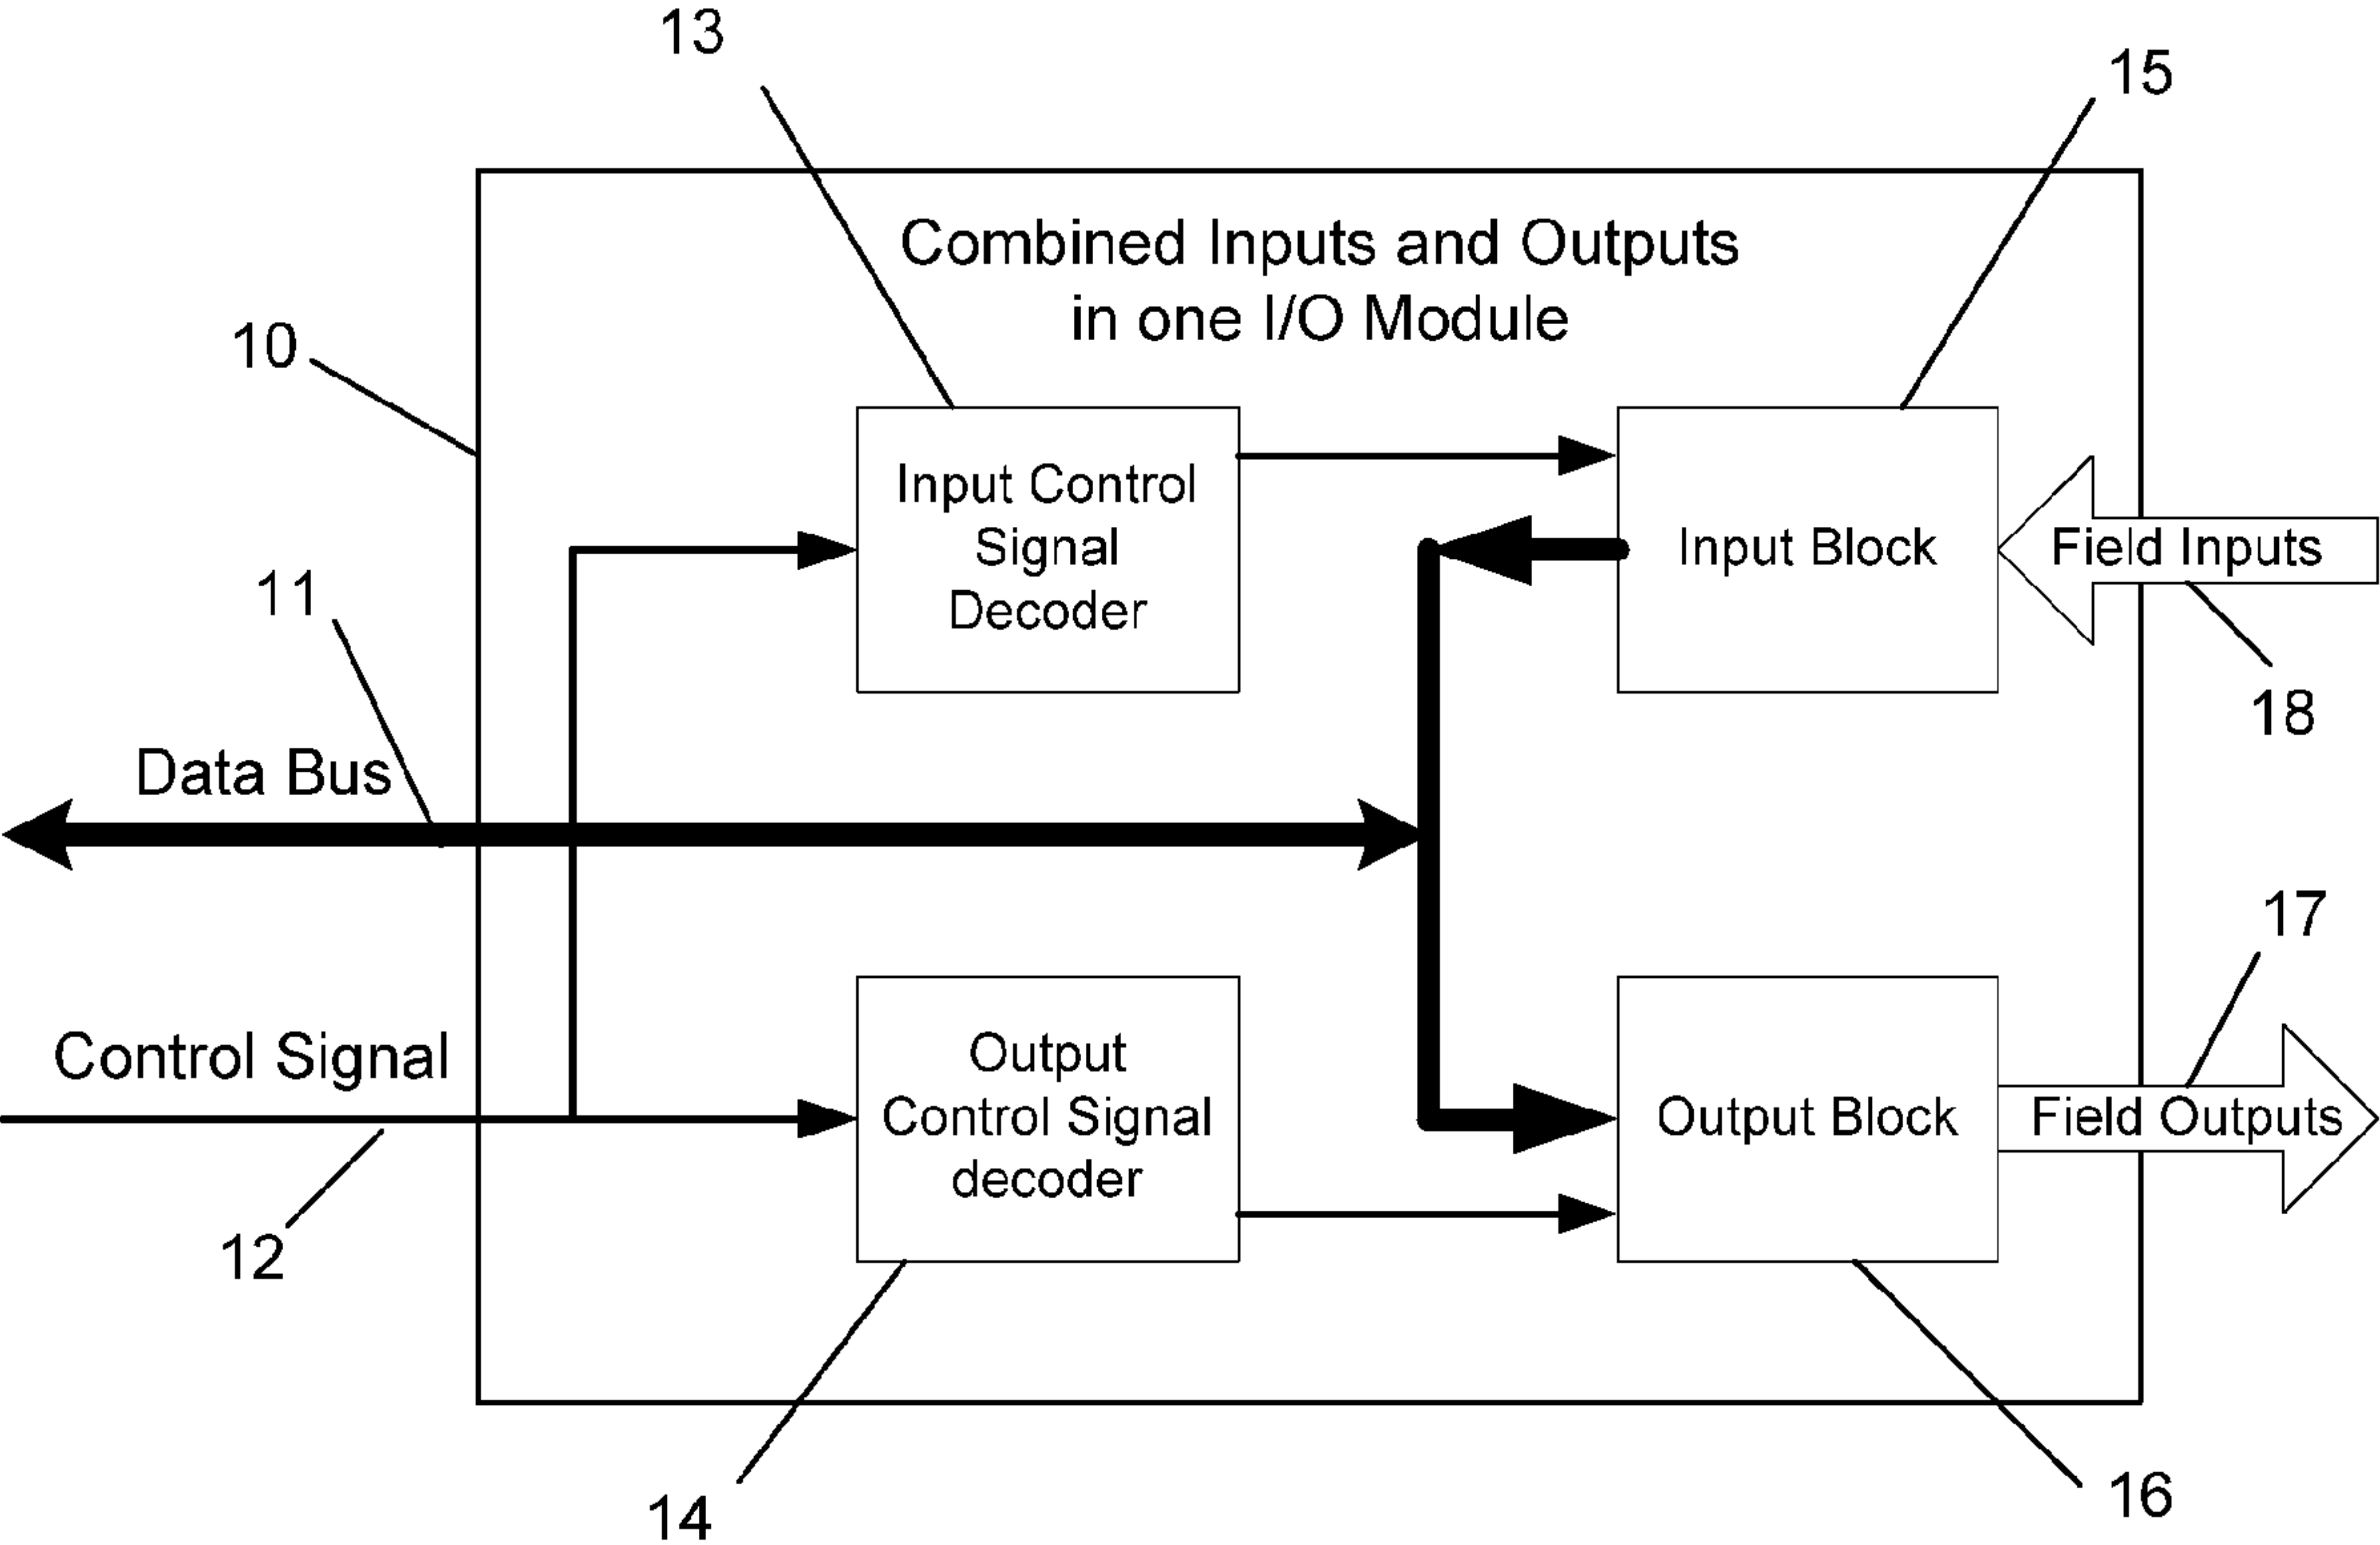 13
15
Combined Inputs and Outputs
in one I/O Module
10
Input Control
Signal
Decoder
Input Block
Field Inputs
11
18
Data Bus
17
Control Signal
Output
Control Signal
decoder
Output Block
Field Outputs
12
14
16